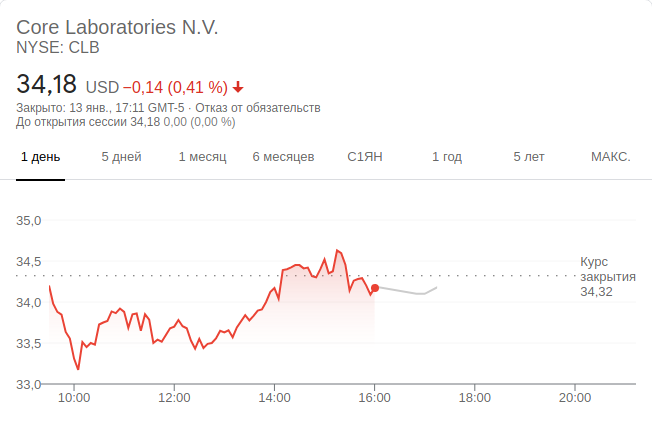 Core Laboratories N.V.
NYSE: CLB
34,18 USD −0,14 (0,41 %)
Закрыто: 13 янв., 17:11 GMT-5 · Отказ от обязательств
До открытия сессии 34,18 0,00 (0,00 %)
1 день 5 дней 1 месяц 6 месяцев С1ЯН 1 год 5 лет МАКС.
35,0
34,5
Курс
закрытия
34,32
34,0
33,5
33,0
10:00 12:00 14:00 16:00 18:00 20:00